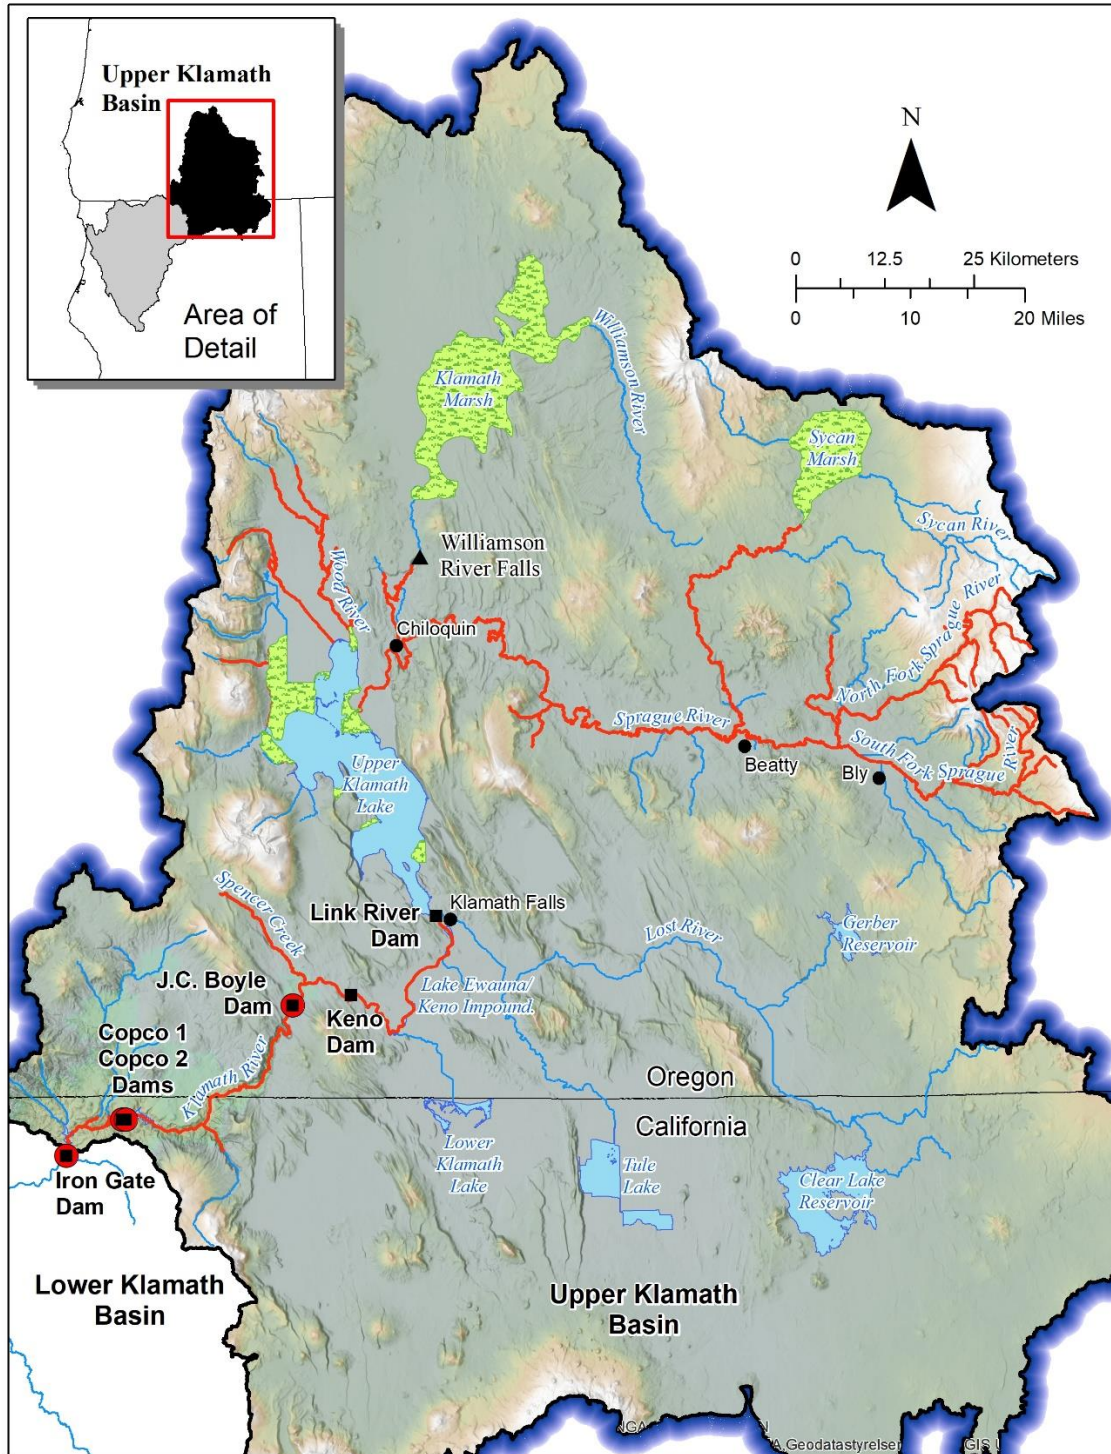 Upper Klamath
Basin
Area of
Detail
N
0 12.5 25 Kilometers
0 10 20 Miles
Williamson River
Klamath
Marsh
Sycan
Marsh
Sycan River
Williamson
River Falls
Wood River
Chiloquin
North Fork Sprague River
Sprague River
South Fork Sprague River
Beatty
Bly
Upper
Klamath
Lake
Spencer Creek
Link River
Dam
Klamath Falls
Lost River
Gerber
Reservoir
J.C. Boyle
Dam
Lake Ewauna/
Keno Impound.
Keno
Dam
Copco 1
Copco 2
Dams
Klamath River
Oregon
California
Iron Gate
Dam
Lower
Klamath
Lake
Tule
Lake
Clear Lake
Reservoir
Lower Klamath
Basin
Upper Klamath
Basin
Geodatastyrelsen